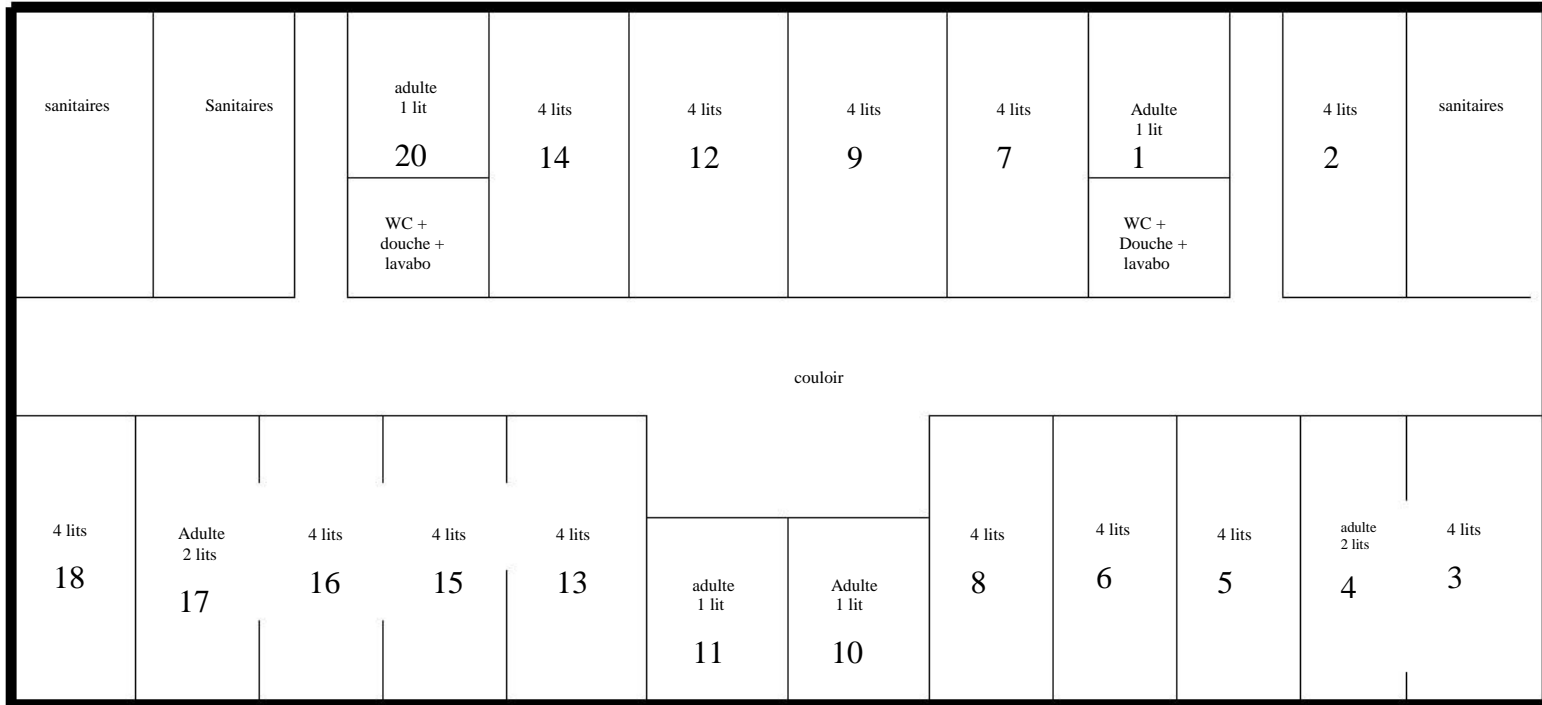 sanitaires
Sanitaires
adulte
1 lit
20
WC +
douche +
lavabo
4 lits
14
4 lits
12
4 lits
9
4 lits
7
Adulte
1 lit
1
WC +
Douche +
lavabo
4 lits
2
sanitaires
couloir
4 lits
18
Adulte
2 lits
17
4 lits
16
4 lits
15
4 lits
13
adulte
1 lit
11
Adulte
1 lit
10
4 lits
8
4 lits
6
4 lits
5
adulte
2 lits
4
4 lits
3